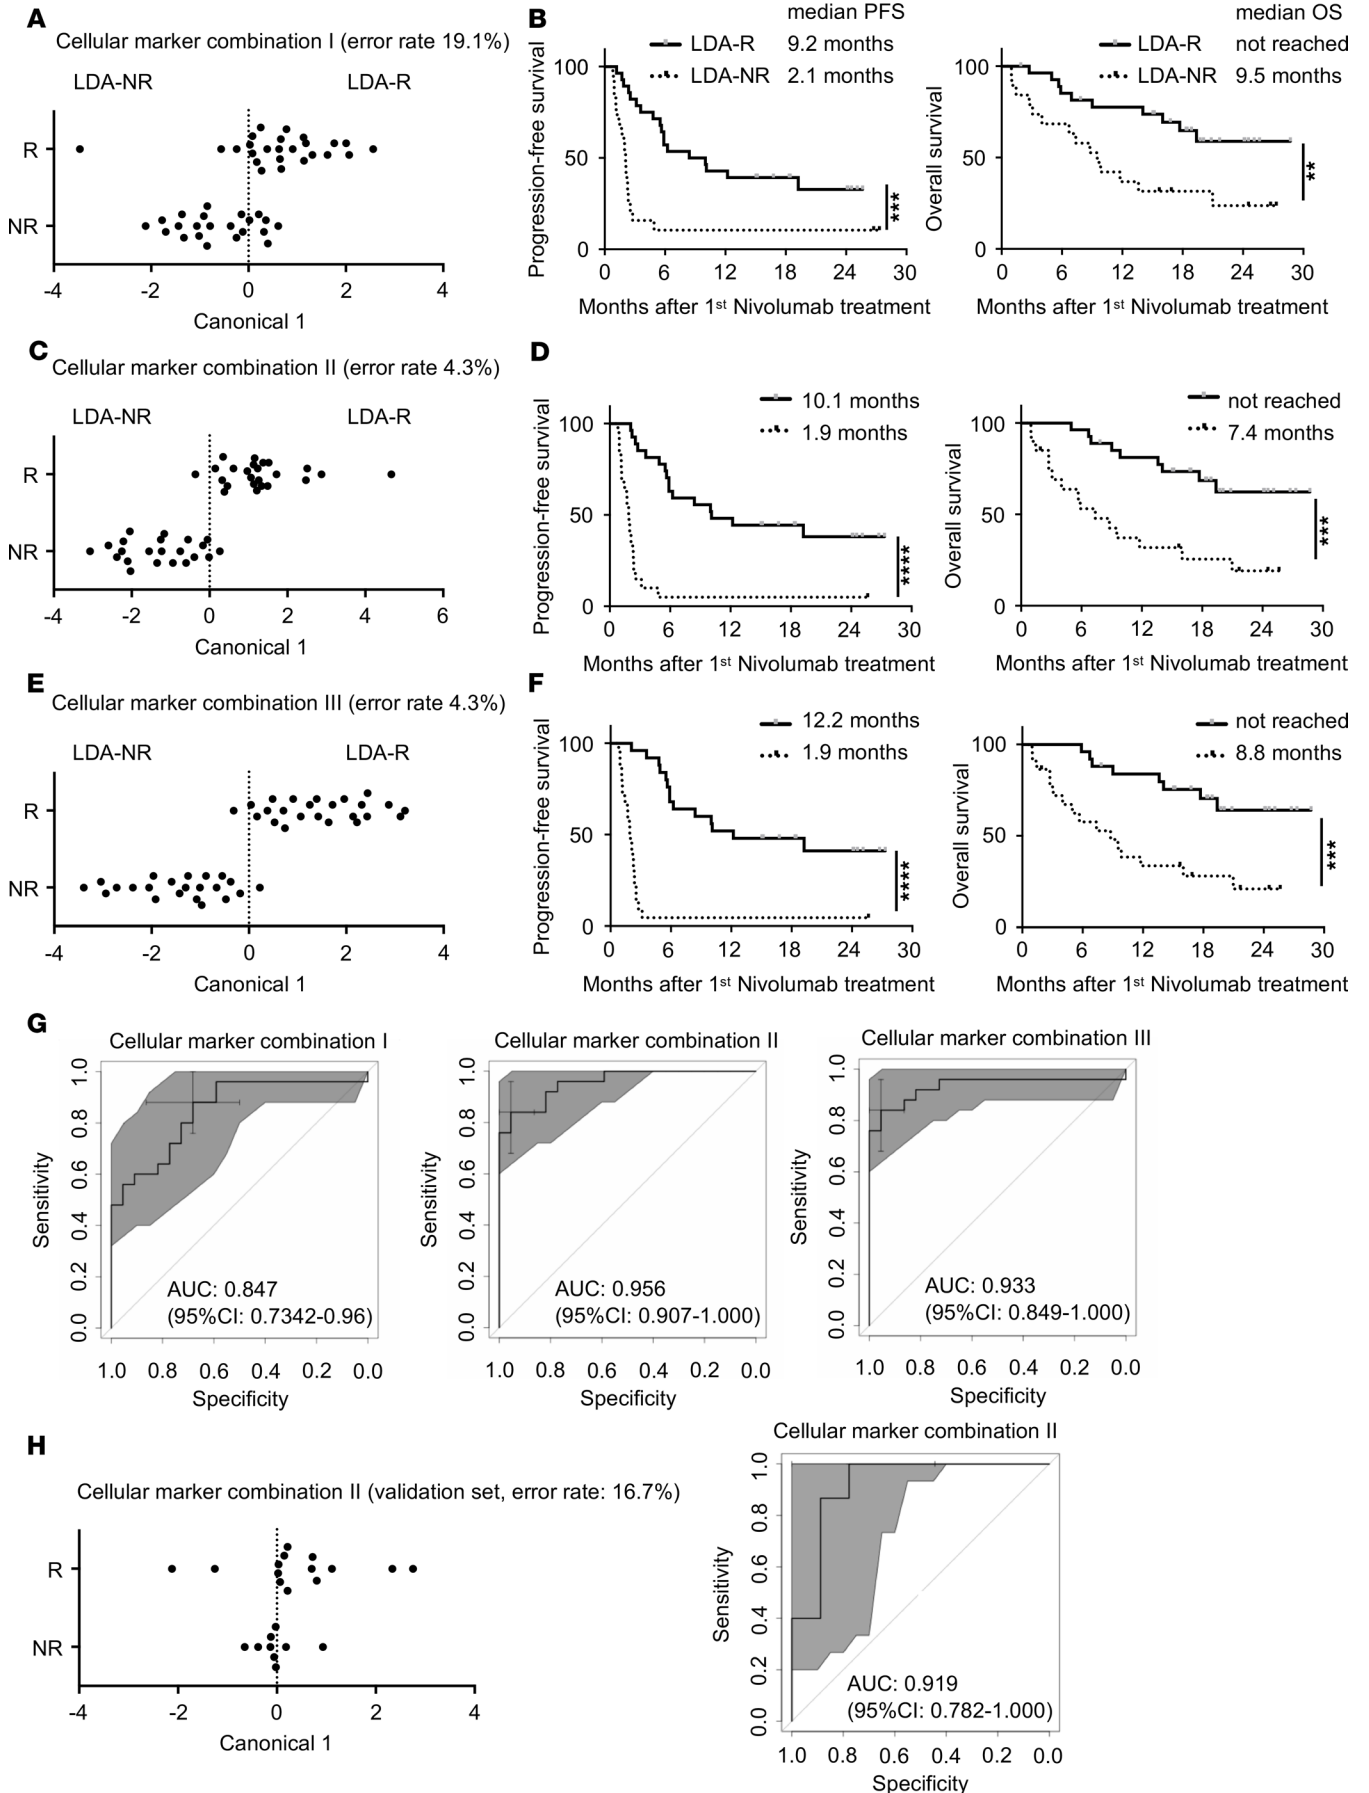 A
Cellular marker combination I (error rate 19.1%)
LDA-NR LDA-R
R
NR
-4 -2 0 2 4
Canonical 1
B
median PFS
LDA-R 9.2 months
LDA-NR 2.1 months
Progression-free survival
100
50
0
0 6 12 18 24 30
***
Months after 1st Nivolumab treatment
median OS
LDA-R not reached
LDA-NR 9.5 months
Overall survival
100
50
0
0 6 12 18 24 30
**
Months after 1st Nivolumab treatment
C
Cellular marker combination II (error rate 4.3%)
LDA-NR LDA-R
R
NR
-4 -2 0 2 4 6
Canonical 1
D
10.1 months
1.9 months
Progression-free survival
100
50
0
0 6 12 18 24 30
****
Months after 1st Nivolumab treatment
not reached
7.4 months
Overall survival
100
50
0
0 6 12 18 24 30
***
Months after 1st Nivolumab treatment
E
Cellular marker combination III (error rate 4.3%)
LDA-NR LDA-R
R
NR
-4 -2 0 2 4
Canonical 1
F
12.2 months
1.9 months
Progression-free survival
100
50
0
0 6 12 18 24 30
****
Months after 1st Nivolumab treatment
not reached
8.8 months
Overall survival
100
50
0
0 6 12 18 24 30
***
Months after 1st Nivolumab treatment
G
Cellular marker combination I
Sensitivity
1.0
0.8
0.6
0.4
0.2
0.0
AUC: 0.847
(95%CI: 0.7342-0.96)
1.0 0.8 0.6 0.4 0.2 0.0
Specificity
Cellular marker combination II
Sensitivity
1.0
0.8
0.6
0.4
0.2
0.0
AUC: 0.956
(95%CI: 0.907-1.000)
1.0 0.8 0.6 0.4 0.2 0.0
Specificity
Cellular marker combination III
Sensitivity
1.0
0.8
0.6
0.4
0.2
0.0
AUC: 0.933
(95%CI: 0.849-1.000)
1.0 0.8 0.6 0.4 0.2 0.0
Specificity
H
Cellular marker combination II (validation set, error rate: 16.7%)
R
NR
-4 -2 0 2 4
Canonical 1
Cellular marker combination II
Sensitivity
1.0
0.8
0.6
0.4
0.2
0.0
AUC: 0.919
(95%CI: 0.782-1.000)
1.0 0.8 0.6 0.4 0.2 0.0
Specificity